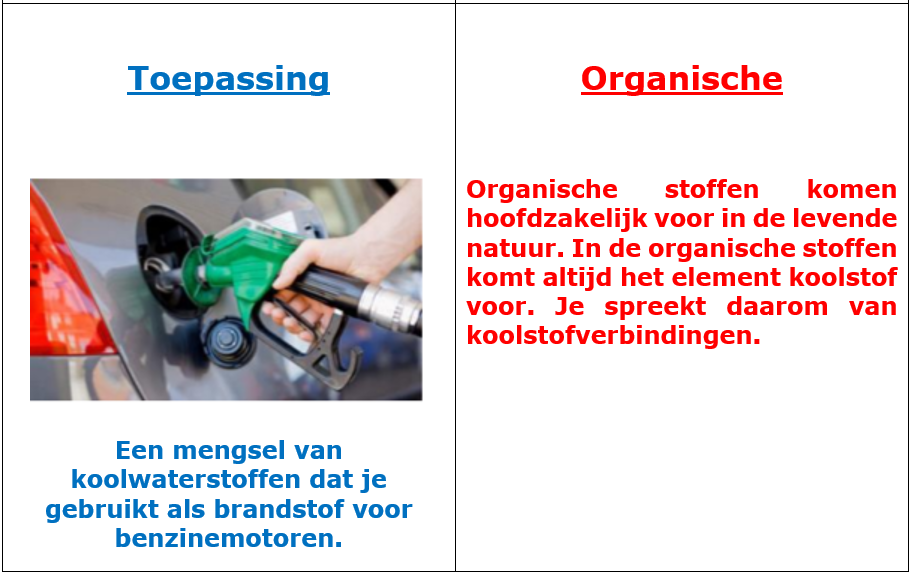 Toepassing
Een mengsel van
koolwaterstoffen dat je
gebruikt als brandstof voor
benzinemotoren.
Organische
Organische stoffen komen
hoofdzakelijk voor in de levende
natuur. In de organische stoffen
komt altijd het element koolstof
voor. Je spreekt daarom van
koolstofverbindingen.